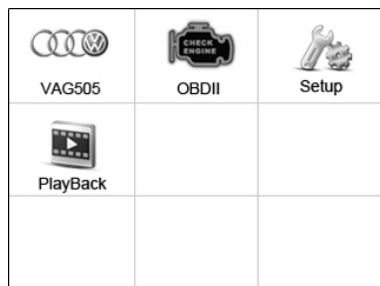 CHECK
ENGINE
VAG505
OBDII
Setup
PlayBack